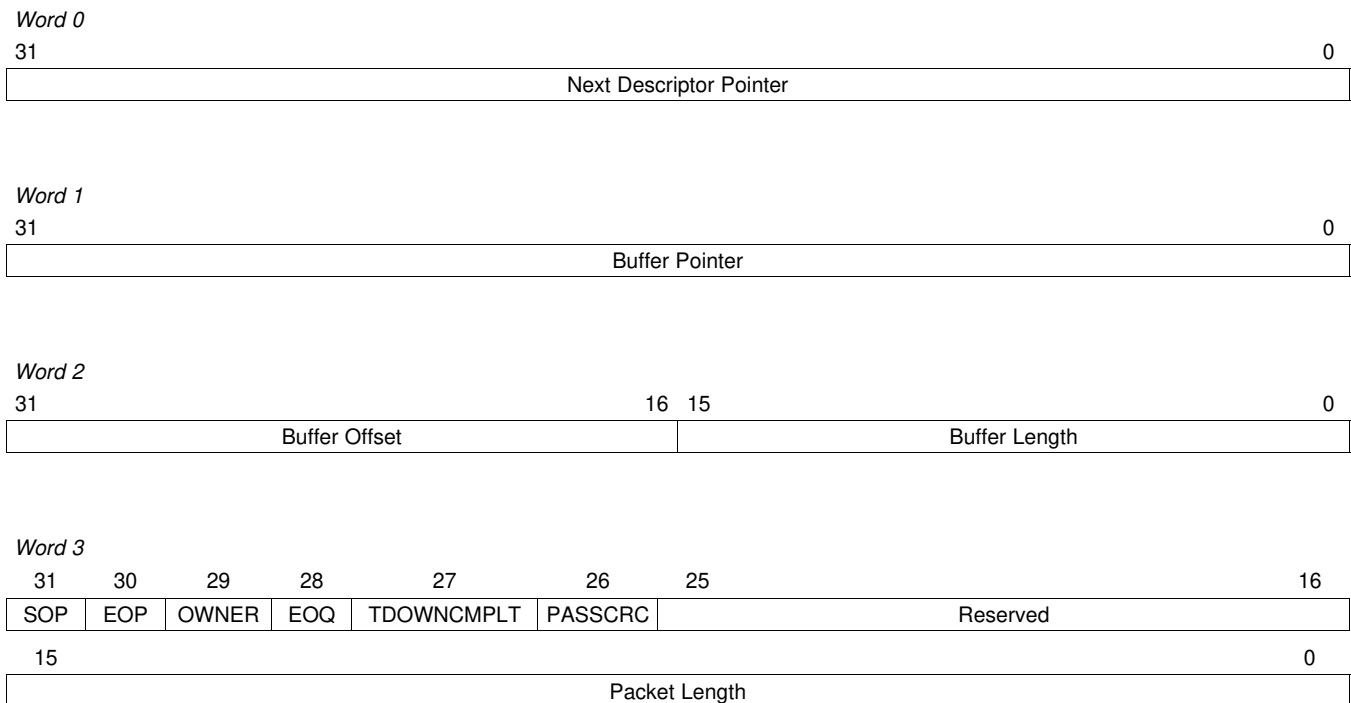 Word 0
31 0
Next Descriptor Pointer
Word 1
31 0
Buffer Pointer
Word 2
31 16 15 0
Buffer Offset Buffer Length
Word 3
31 30 29 28 27 26 25 16
SOP EOP OWNER EOQ TDOWNCMPLT PASSCRC Reserved
15 0
Packet Length